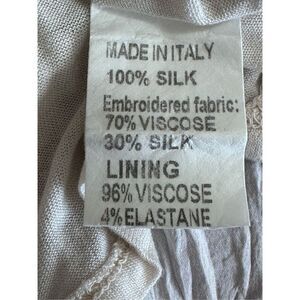 MADE IN ITALY
100% SILK
Embroidered fabric:
70% VISCOSE
30% SILK
LINING
96% VISCOSE
4% ELASTANE